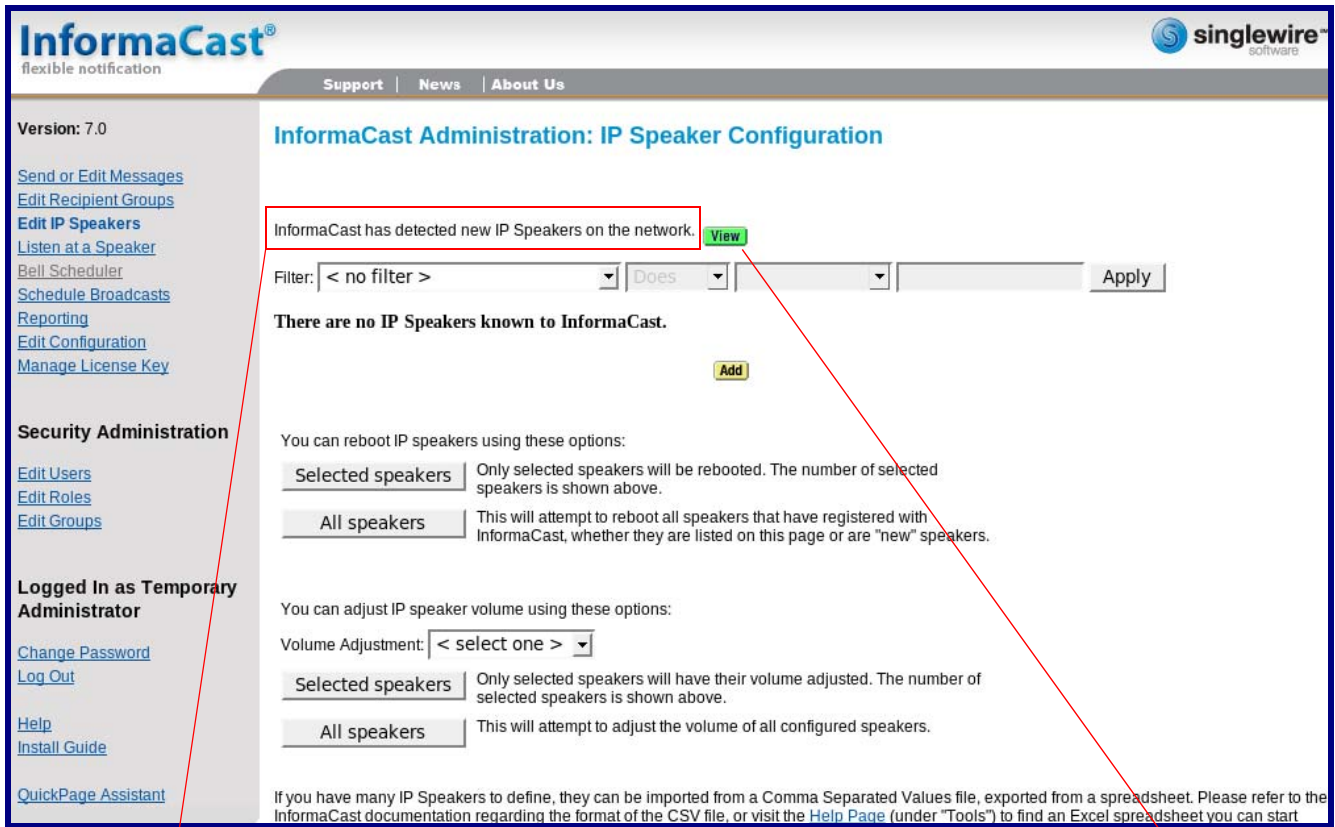 InformaCast®
flexible notification
singlewire™
software
Support | News | About Us
Version: 7.0
Send or Edit Messages
Edit Recipient Groups
Edit IP Speakers
Listen at a Speaker
Bell Scheduler
Schedule Broadcasts
Reporting
Edit Configuration
Manage License Key
Security Administration
Edit Users
Edit Roles
Edit Groups
Logged In as Temporary
Administrator
Change Password
Log Out
Help
Install Guide
QuickPage Assistant
InformaCast Administration: IP Speaker Configuration
InformaCast has detected new IP Speakers on the network. View
Filter: < no filter > Does Apply
There are no IP Speakers known to InformaCast.
Add
You can reboot IP speakers using these options:
Selected speakers
Only selected speakers will be rebooted. The number of selected
speakers is shown above.
All speakers
This will attempt to reboot all speakers that have registered with
InformaCast, whether they are listed on this page or are "new" speakers.
You can adjust IP speaker volume using these options:
Volume Adjustment: < select one >
Selected speakers
Only selected speakers will have their volume adjusted. The number of
selected speakers is shown above.
All speakers
This will attempt to adjust the volume of all configured speakers.
If you have many IP Speakers to define, they can be imported from a Comma Separated Values file, exported from a spreadsheet. Please refer to the
InformaCast documentation regarding the format of the CSV file, or visit the Help Page (under "Tools") to find an Excel spreadsheet you can start